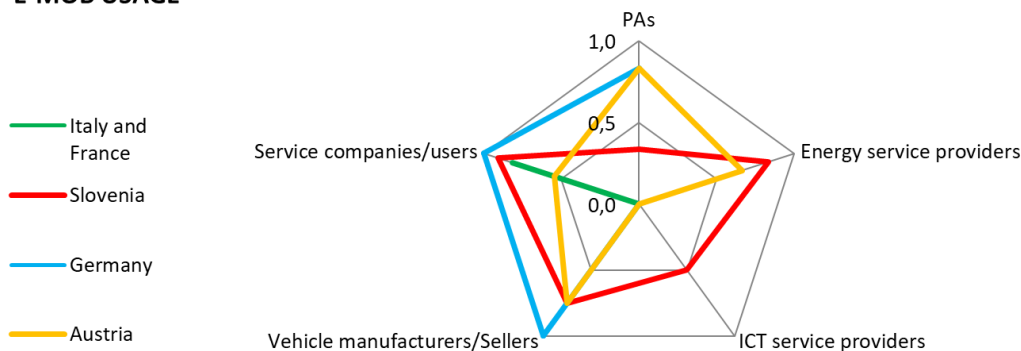 E-MOB USAGE
PAs
1,0
Italy and
France
0,5
Service companies/users
Energy service providers
Slovenia
0,0
Germany
Austria
Vehicle manufacturers/Sellers
ICT service providers